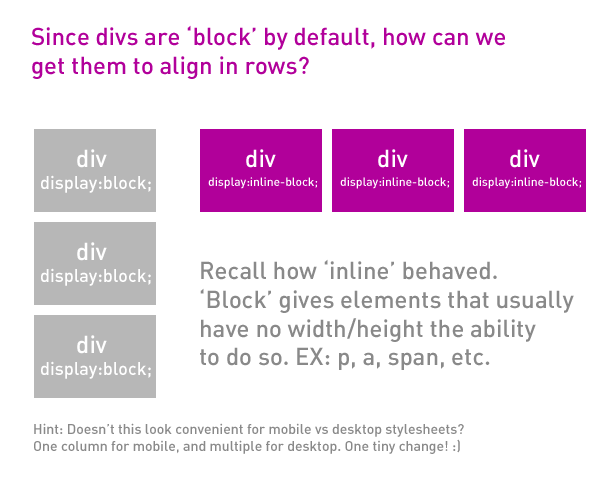 Since divs are ‘block’ by default, how can we
get them to align in rows?
div
display:block;
div
display:block;
div
display:block;
div
display:inline-block;
div
display:inline-block;
div
display:inline-block;
Recall how ‘inline’ behaved.
‘Block’ gives elements that usually
have no width/height the ability
to do so. EX: p, a, span, etc.
Hint: Doesn’t this look convenient for mobile vs desktop stylesheets?
One column for mobile, and multiple for desktop. One tiny change! :)